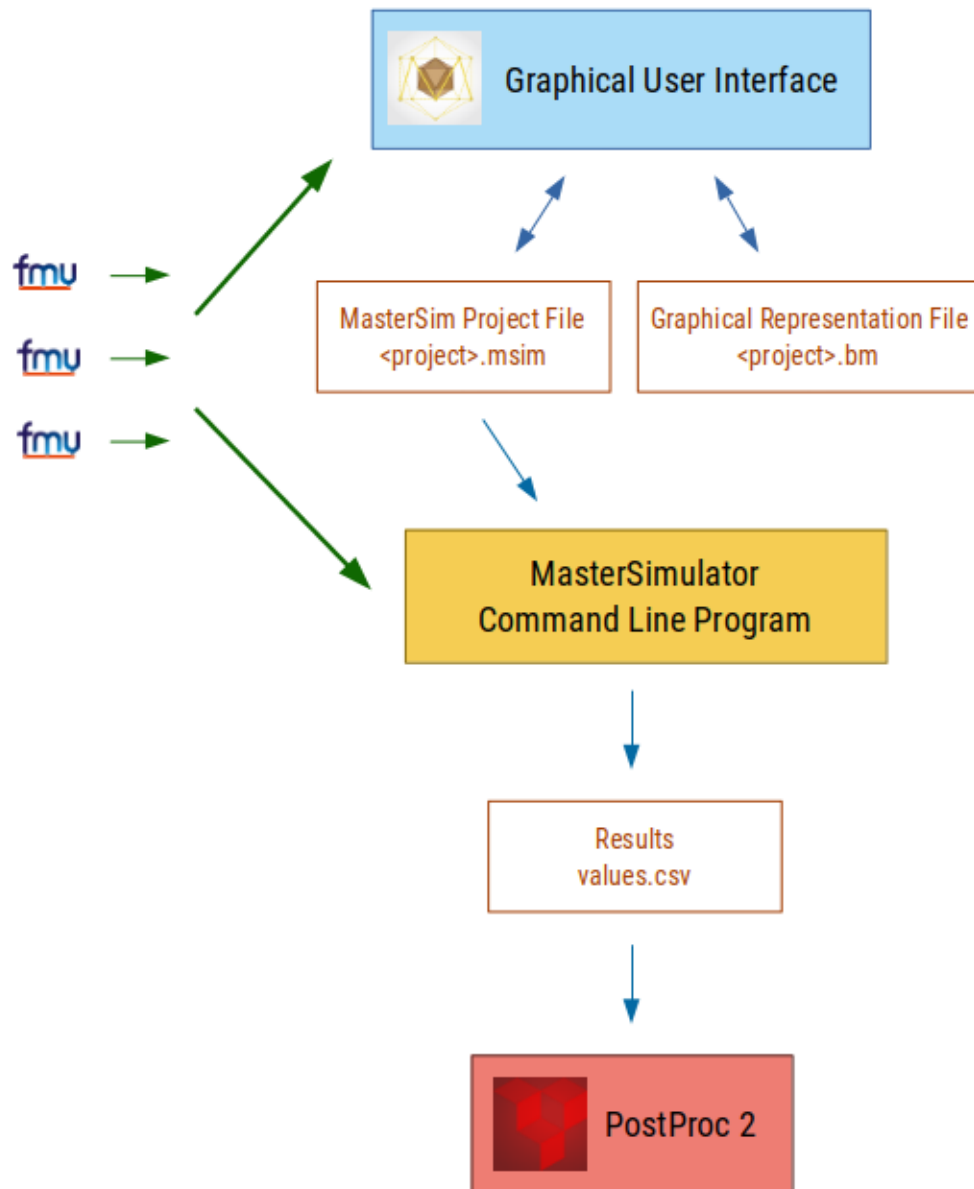 Graphical User Interface
fmu
fmu
fmu
MasterSim Project File
<project>.msim
Graphical Representation File
<project>.bm
MasterSimulator
Command Line Program
Results
values.csv
PostProc 2